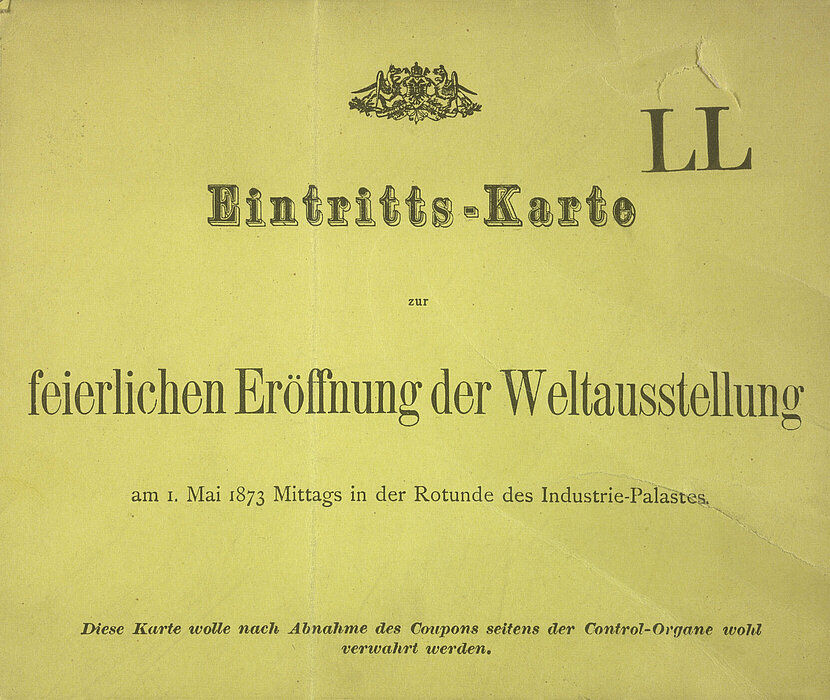 LL
Eintritts-Karte
zur
feierlichen Eröffnung der Weltausstellung
am 1. Mai 1873 Mittags in der Rotunde des Industrie-Palastes.
Diese Karte wolle nach Abnahme des Coupons seitens der Control-Organe wohl
verwahrt werden.